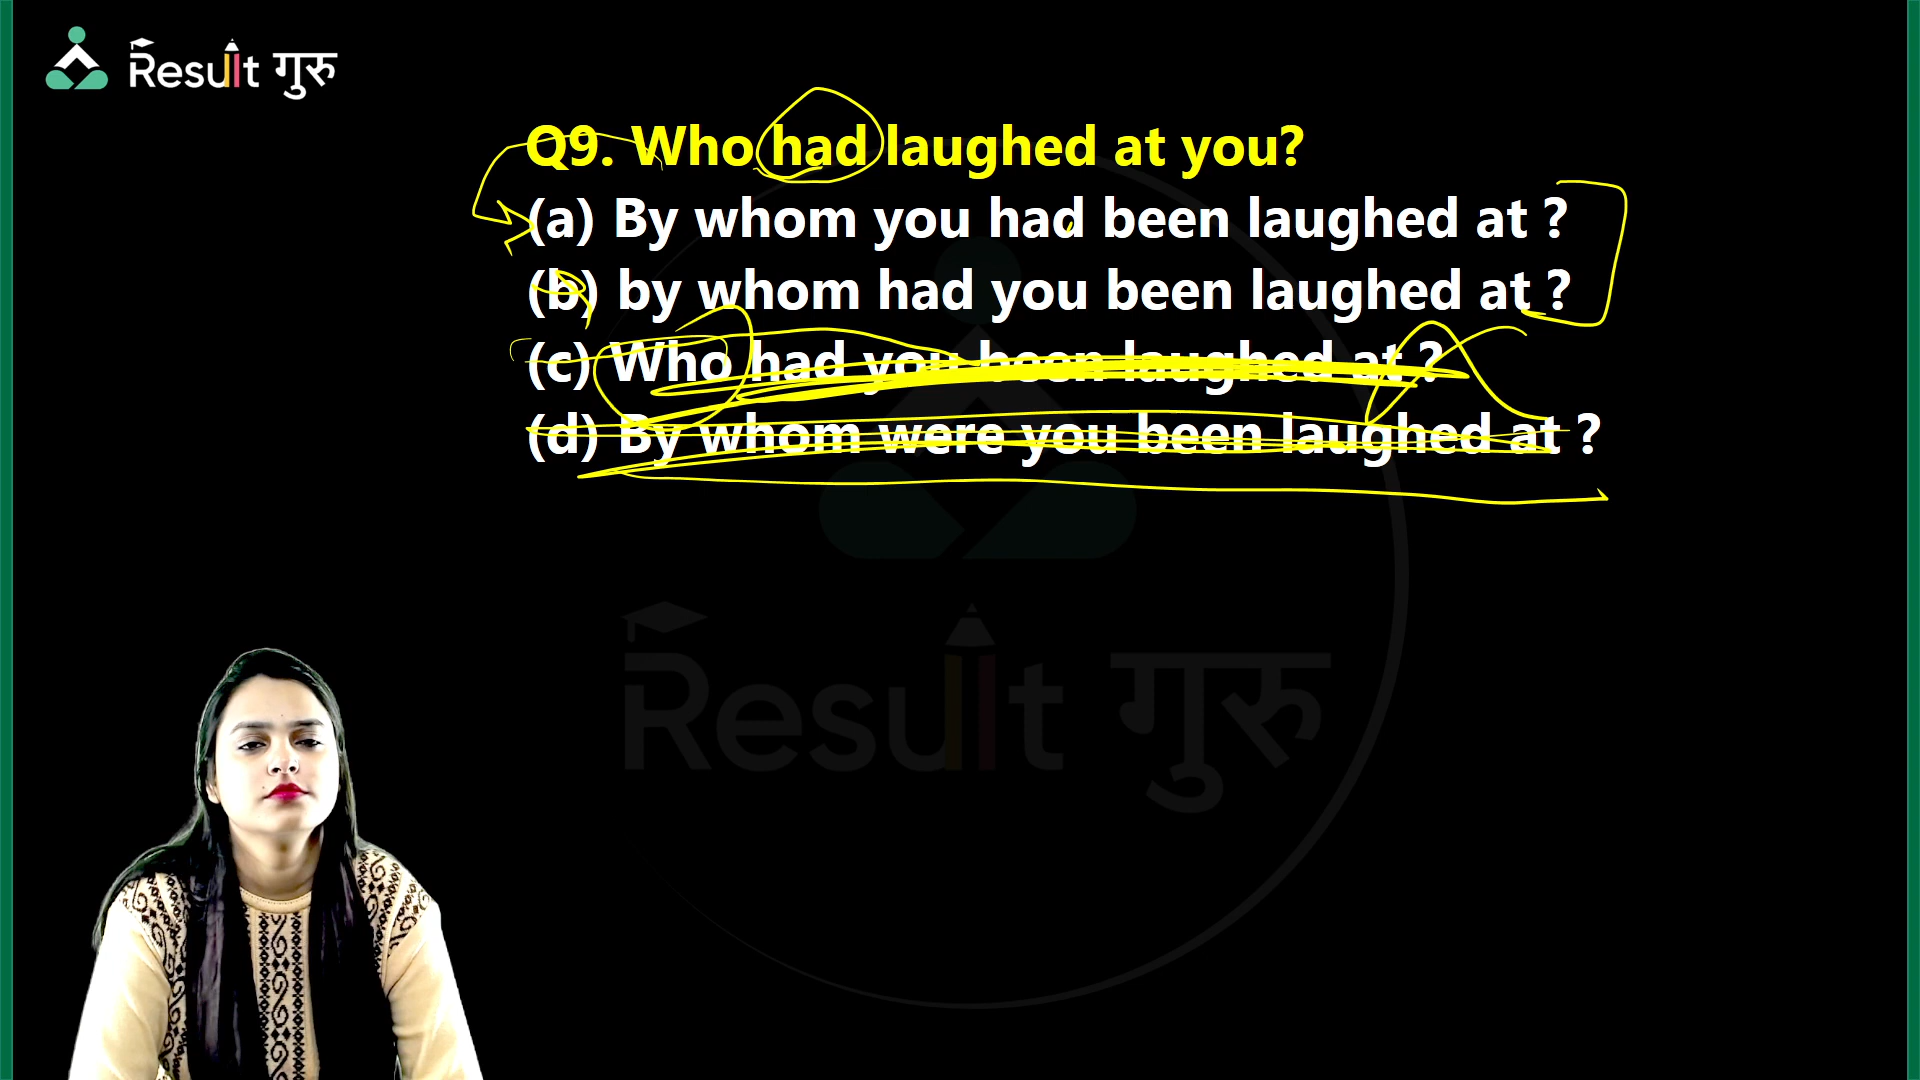 Result गुरु
Q9. Who had laughed at you?
(a) By whom you had been laughed at ?
(b) by whom had you been laughed at ?
(c) Who had you been laughed at ?
(d) By whom were you been laughed at ?
Result गुरु